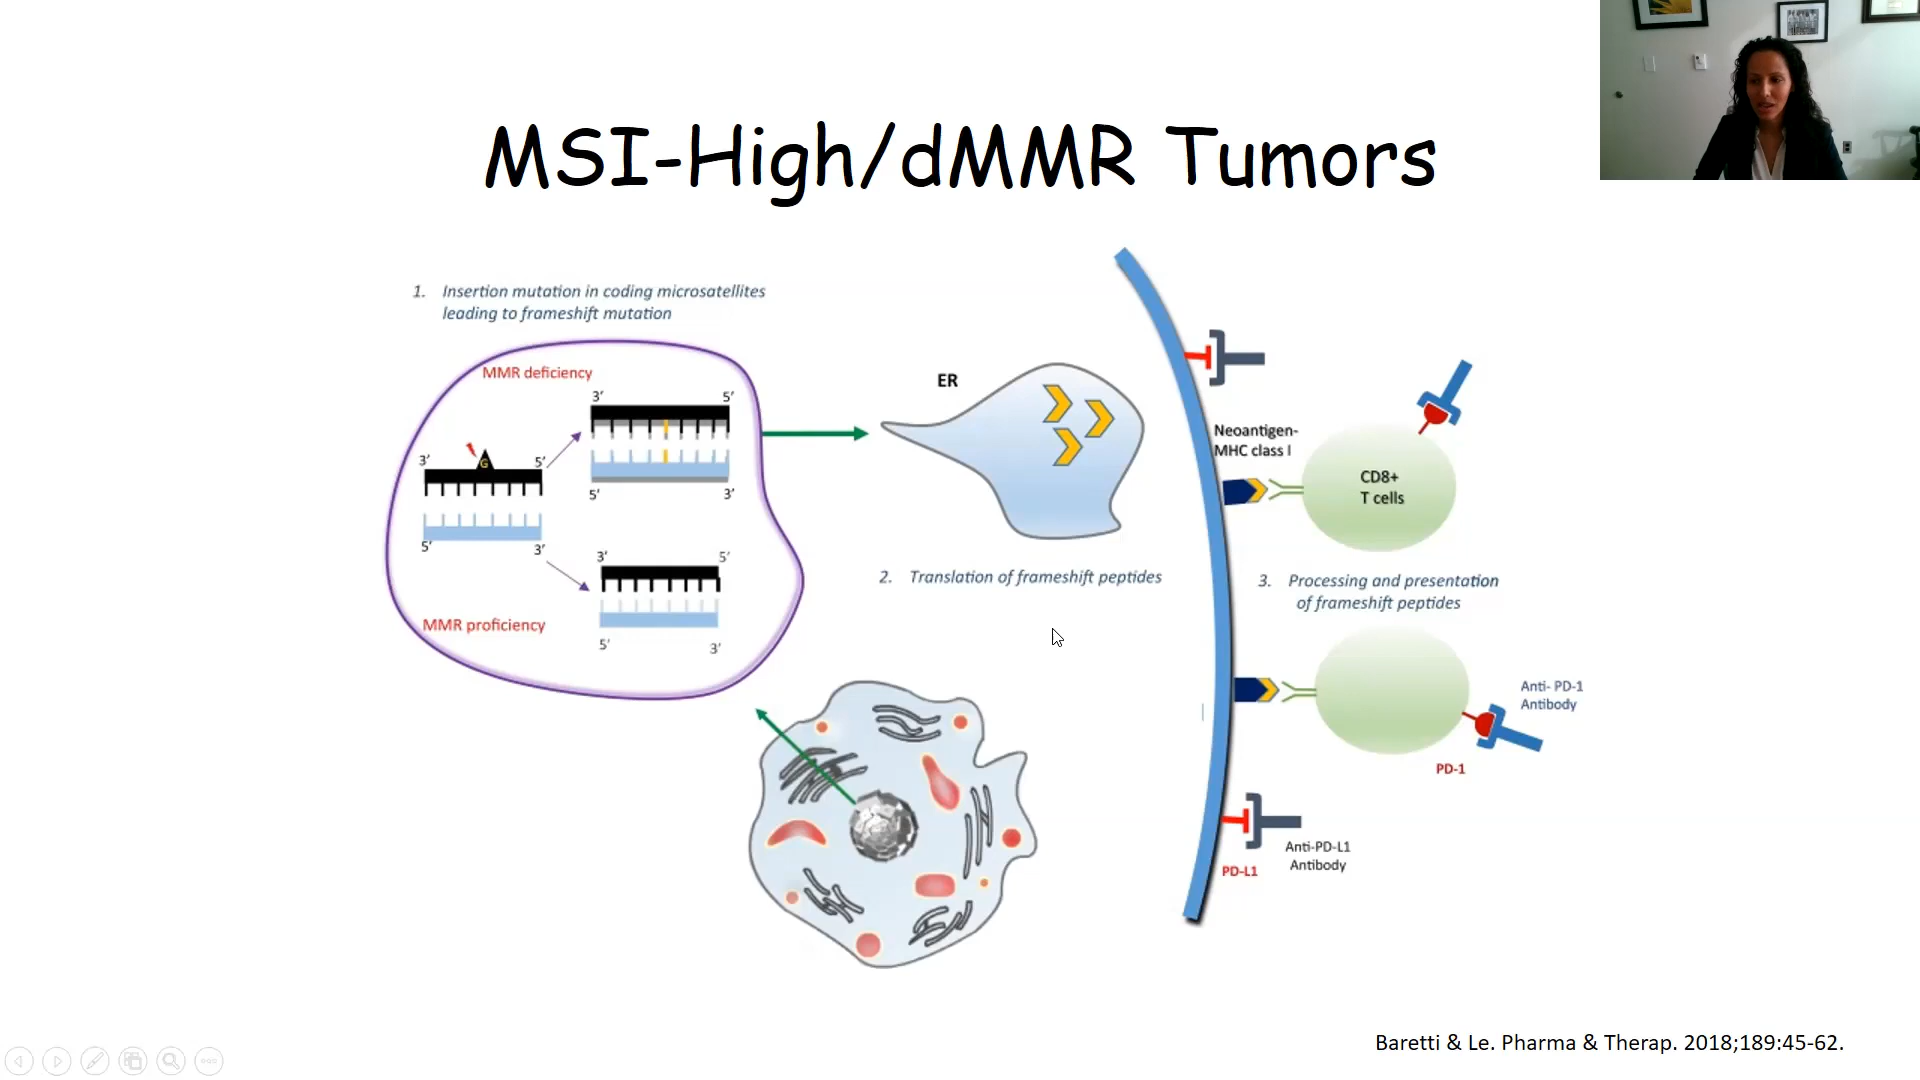 MSI-High/dMMR Tumors
1. Insertion mutation in coding microsatellites
leading to frameshift mutation
MMR deficiency
3’ 5’
G
3’ 5’
5’ 3’
5’ 3’
3’ 5’
MMR proficiency
5’ 3’
ER
2. Translation of frameshift peptides
Neoantigen-
MHC class I
CD8+
T cells
3. Processing and presentation
of frameshift peptides
Anti- PD-1
Antibody
PD-1
Anti-PD-L1
Antibody
PD-L1
Baretti & Le. Pharma & Therap. 2018;189:45-62.